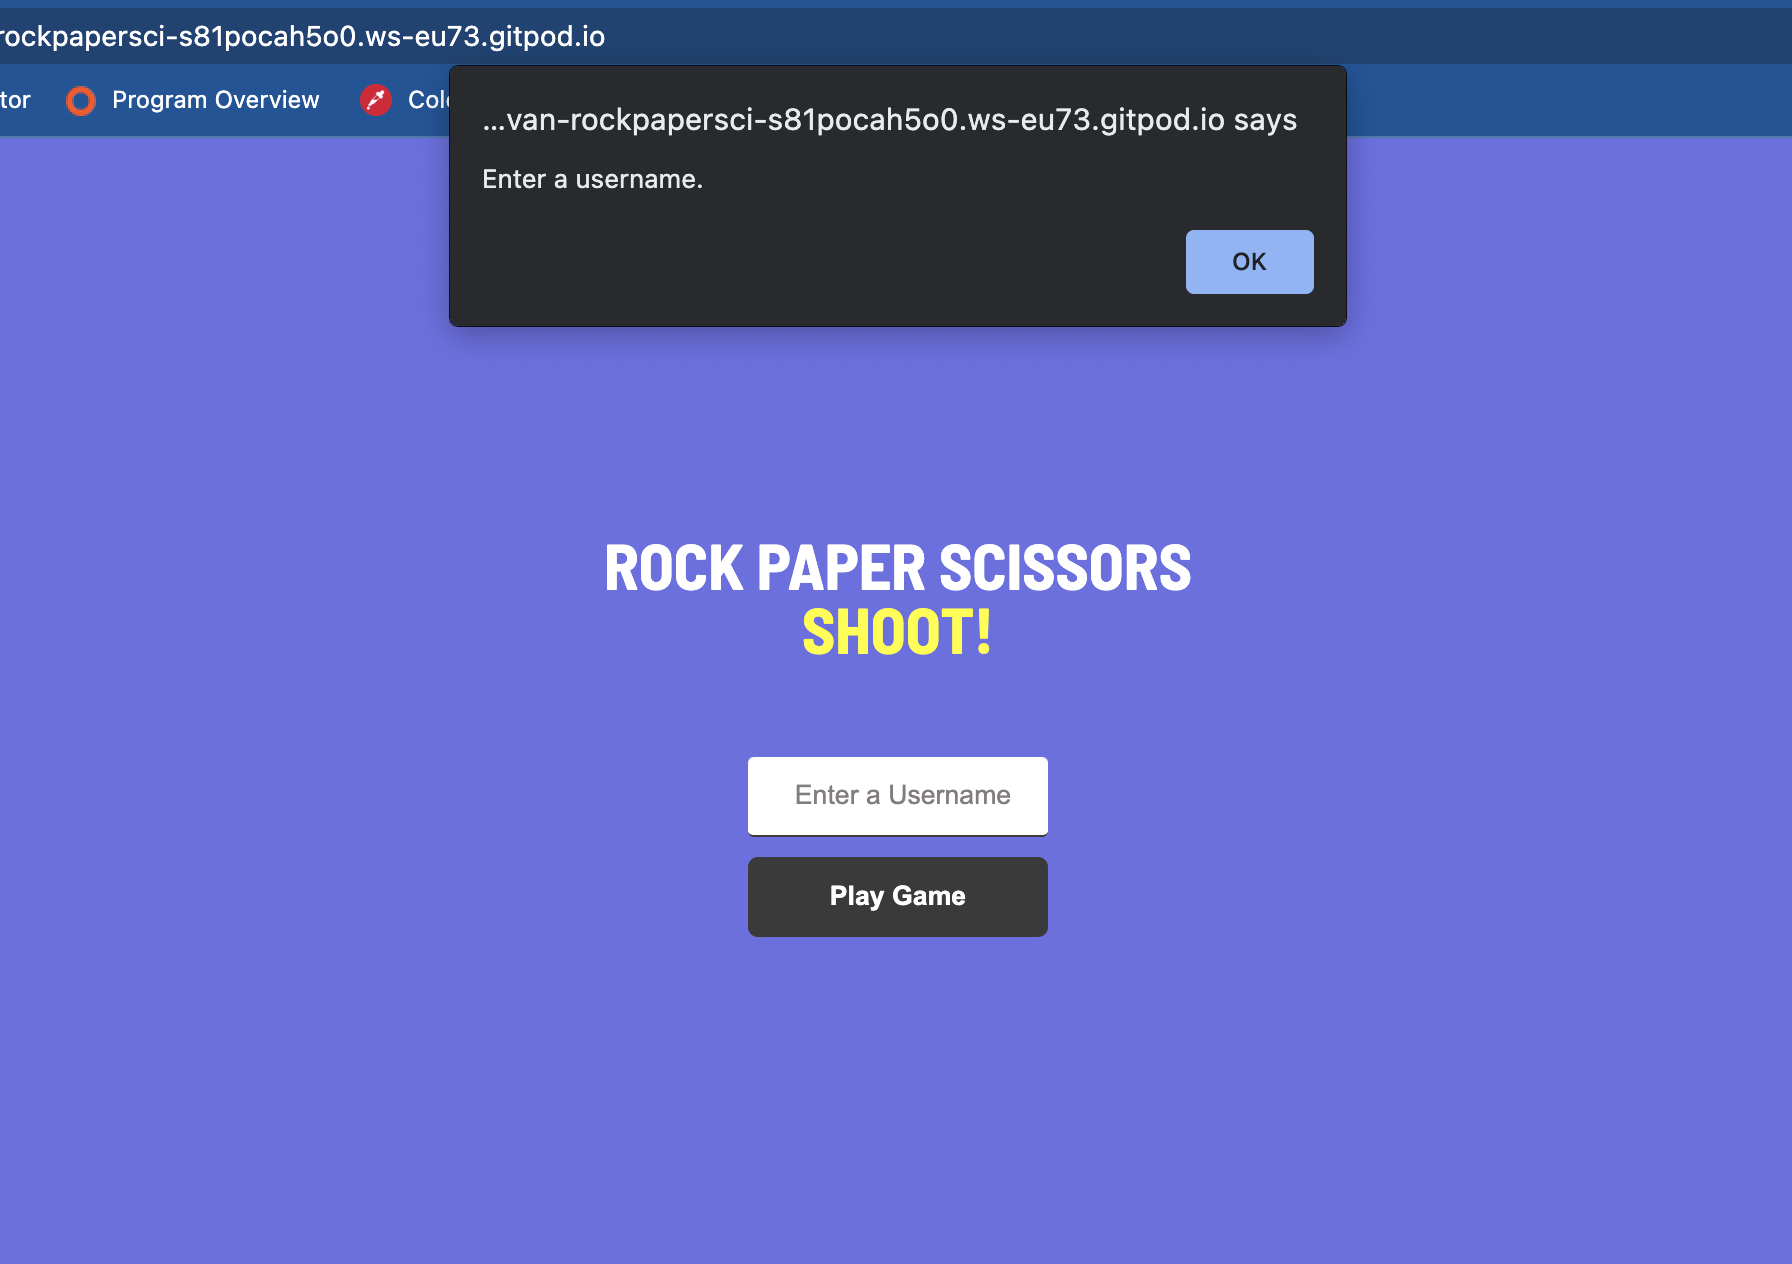 rockpapersci-s81pocah5o0.ws-eu73.gitpod.io
tor Program Overview Colo
...van-rockpapersci-s81pocah5o0.ws-eu73.gitpod.io says
Enter a username.
OK
ROCK PAPER SCISSORS
SHOOT!
Enter a Username
Play Game